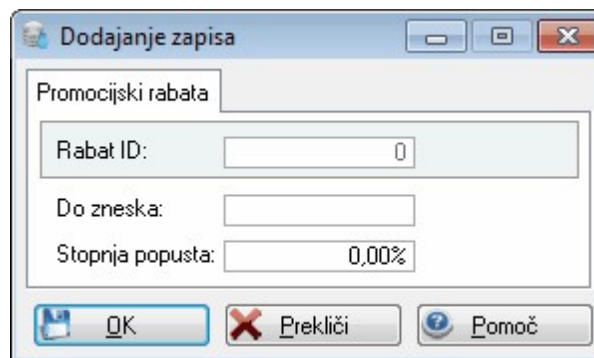 Dodajanje zapisa
Promocijski rabata
Rabat ID: 0
Do zneska:
Stopnja popusta: 0,00%
OK Prekliči Pomoč